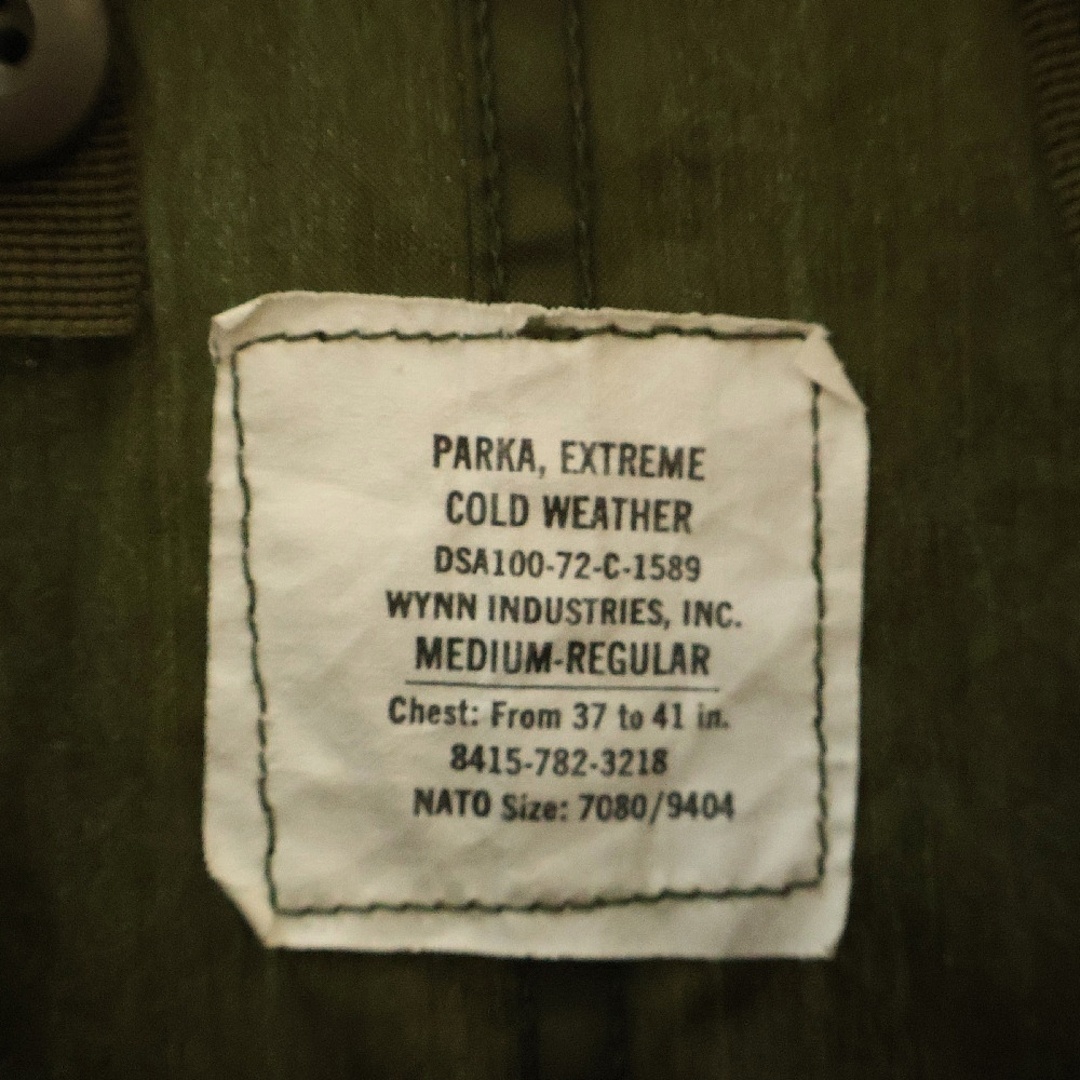 PARKA, EXTREME
COLD WEATHER
DSA100-72-C-1589
WYNN INDUSTRIES, INC.
MEDIUM-REGULAR
Chest: From 37 to 41 in.
8415-782-3218
NATO Size: 7080/9404